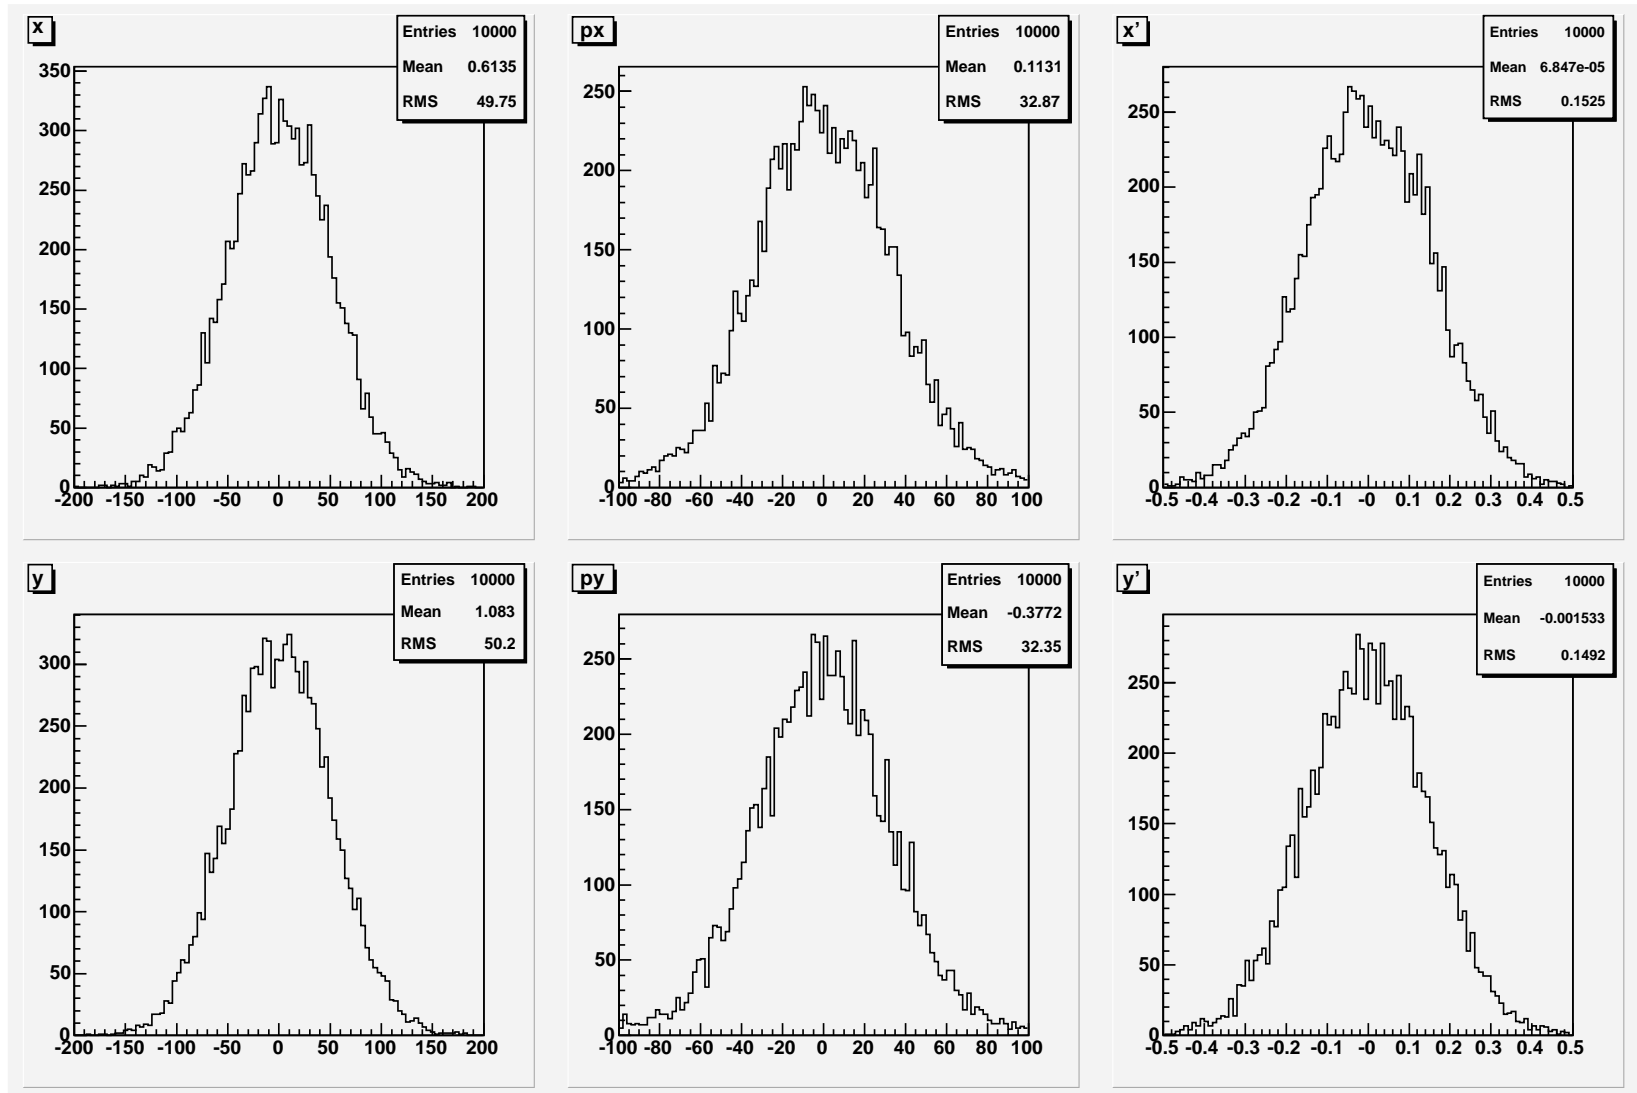 x
Entries 10000
Mean 0.6135
RMS 49.75
350
300
250
200
150
100
50
0
-200 -150 -100 -50 0 50 100 150 200
px
Entries 10000
Mean 0.1131
RMS 32.87
250
200
150
100
50
0
-100 -80 -60 -40 -20 0 20 40 60 80 100
x’
Entries 10000
Mean 6.847e-05
RMS 0.1525
250
200
150
100
50
0
-0.5 -0.4 -0.3 -0.2 -0.1 -0 0.1 0.2 0.3 0.4 0.5
y
Entries 10000
Mean 1.083
RMS 50.2
300
250
200
150
100
50
0
-200 -150 -100 -50 0 50 100 150 200
py
Entries 10000
Mean -0.3772
RMS 32.35
250
200
150
100
50
0
-100 -80 -60 -40 -20 0 20 40 60 80 100
y’
Entries 10000
Mean -0.001533
RMS 0.1492
250
200
150
100
50
0
-0.5 -0.4 -0.3 -0.2 -0.1 -0 0.1 0.2 0.3 0.4 0.5